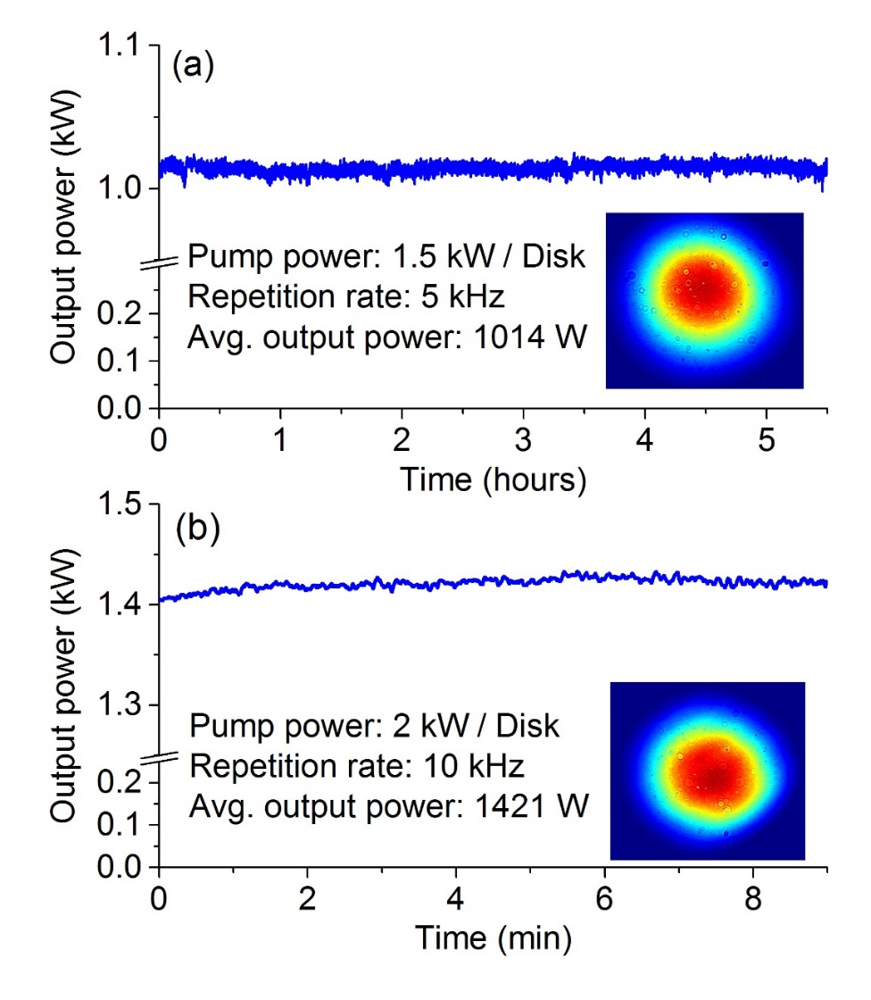 (a)
1.1
1.0
0.2
0.1
0.0
Output power (kW)
Pump power: 1.5 kW / Disk
Repetition rate: 5 kHz
Avg. output power: 1014 W
0 1 2 3 4 5
Time (hours)
(b)
1.5
1.4
1.3
0.2
0.1
0.0
Output power (kW)
Pump power: 2 kW / Disk
Repetition rate: 10 kHz
Avg. output power: 1421 W
0 2 4 6 8
Time (min)